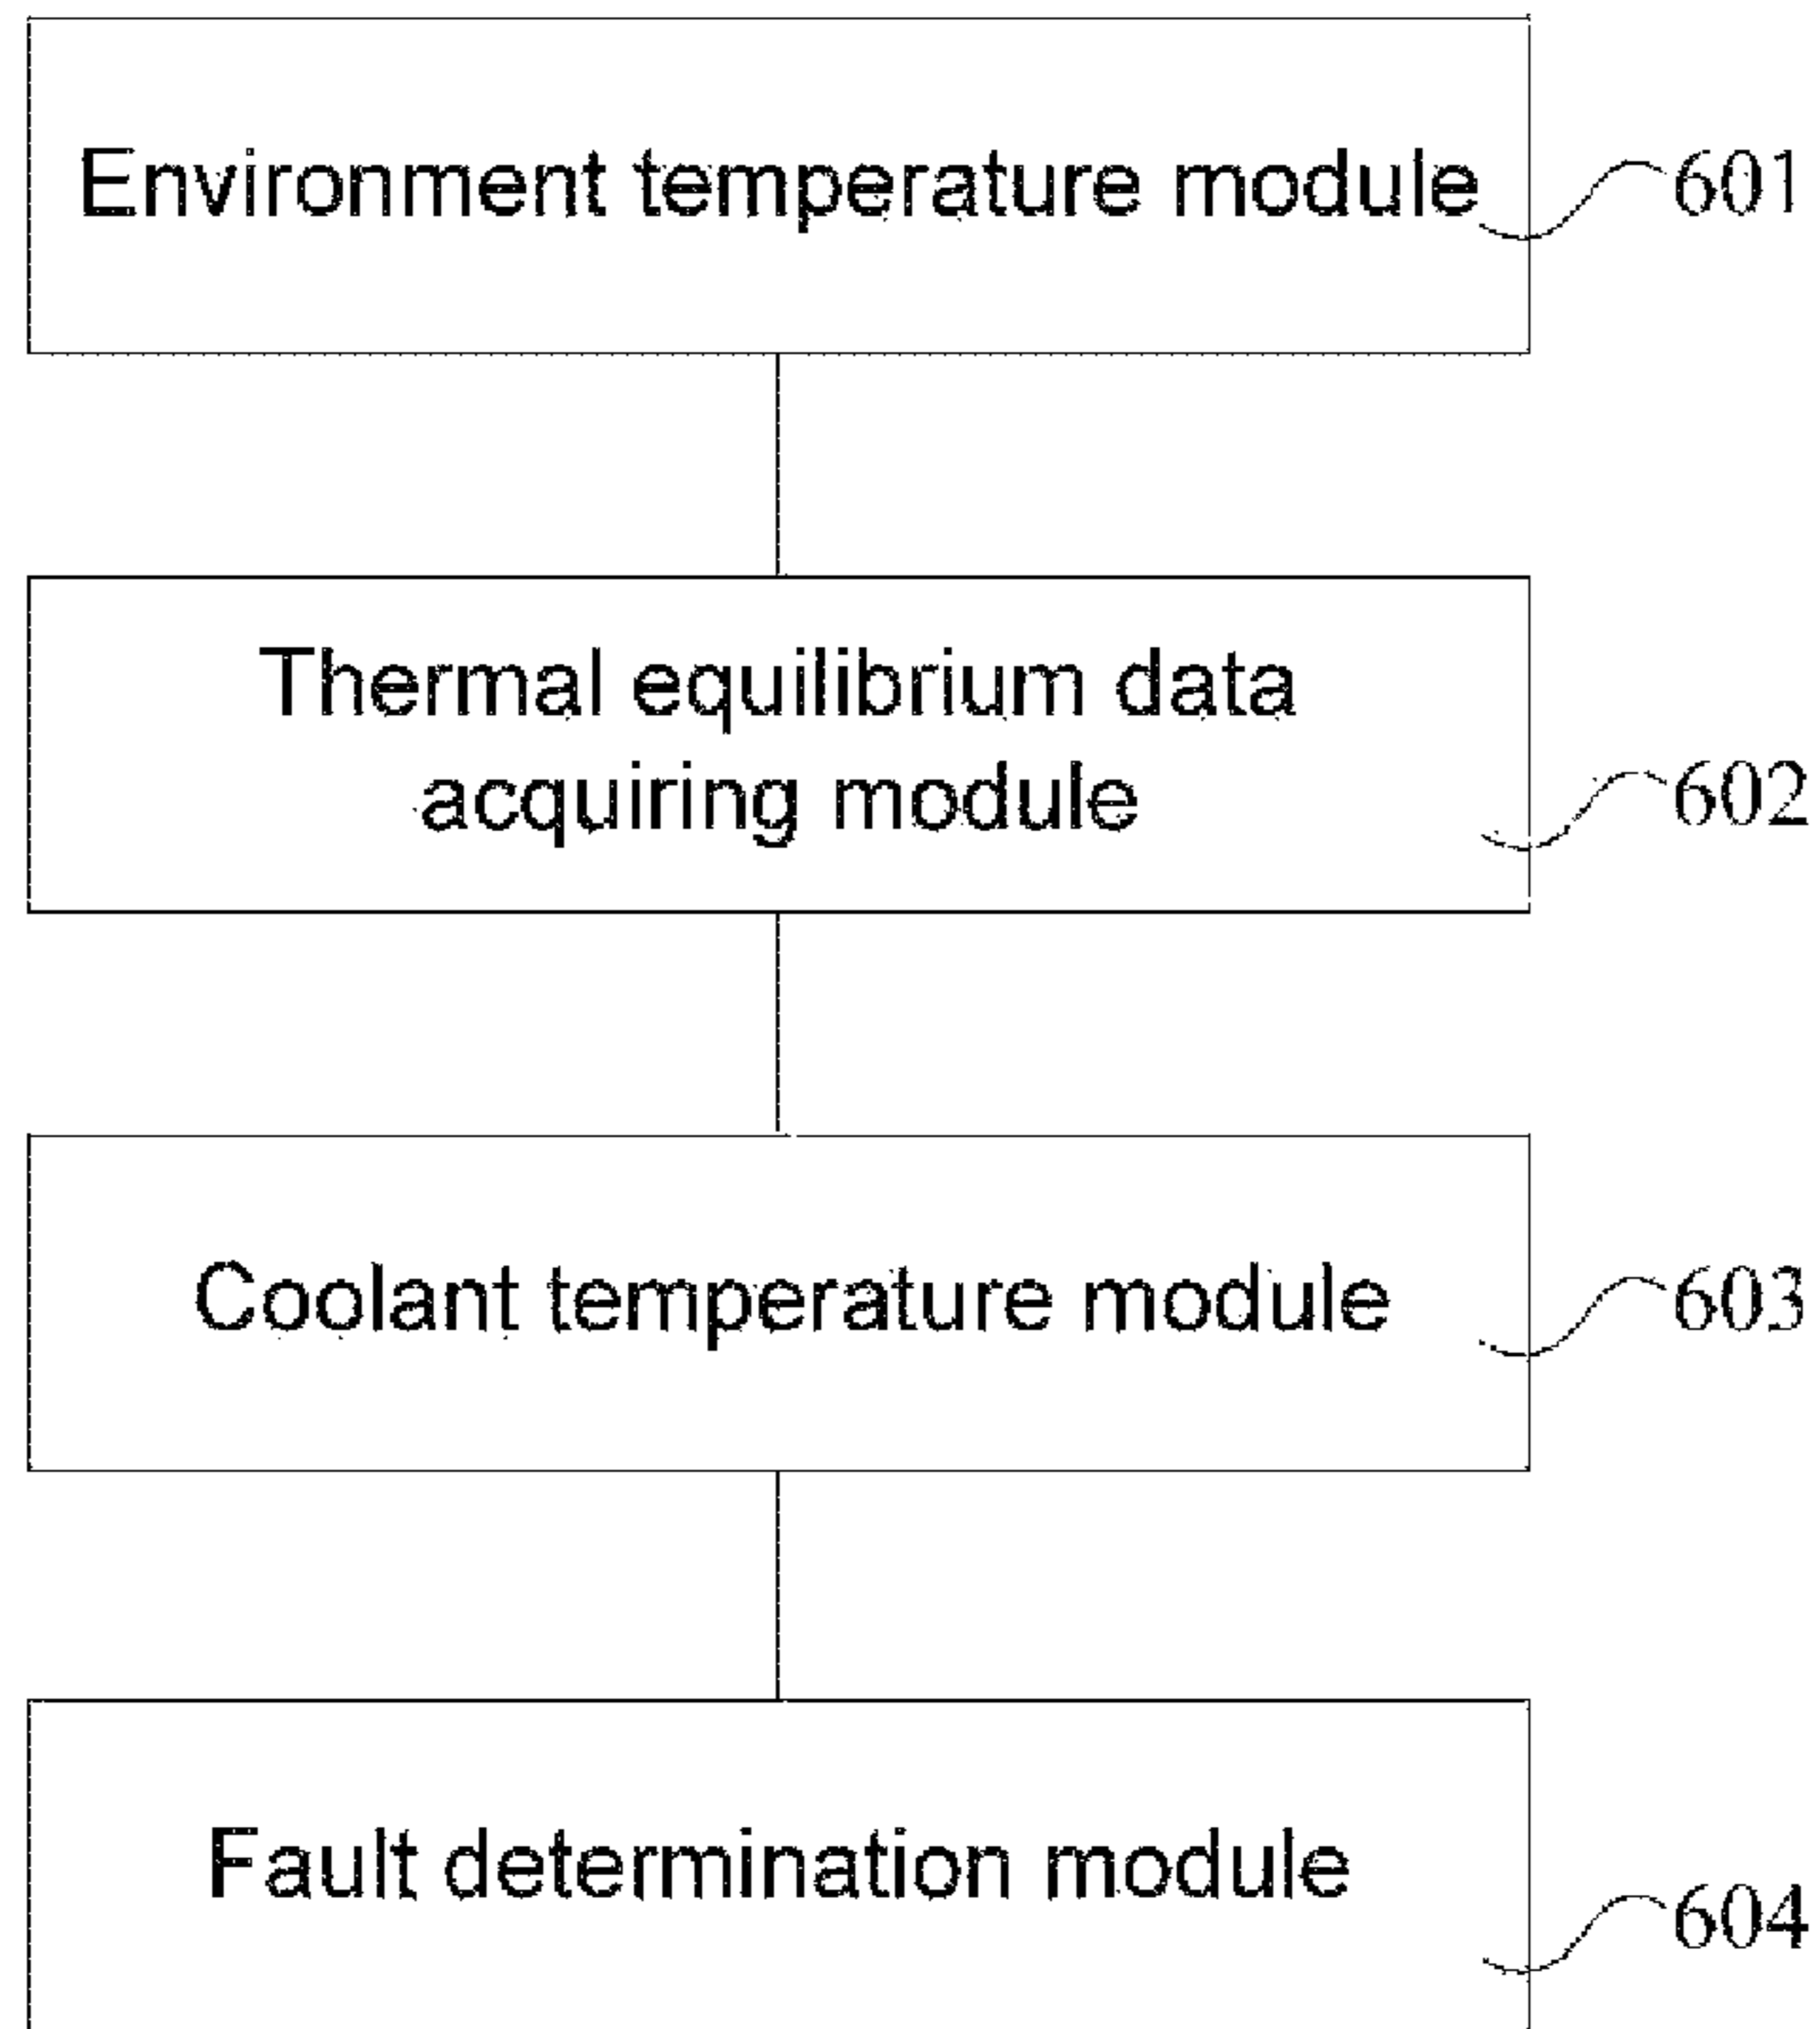 Environment temperature module
601
Thermal equilibrium data
acquiring module
602
Coolant temperature module
603
Fault determination module
604